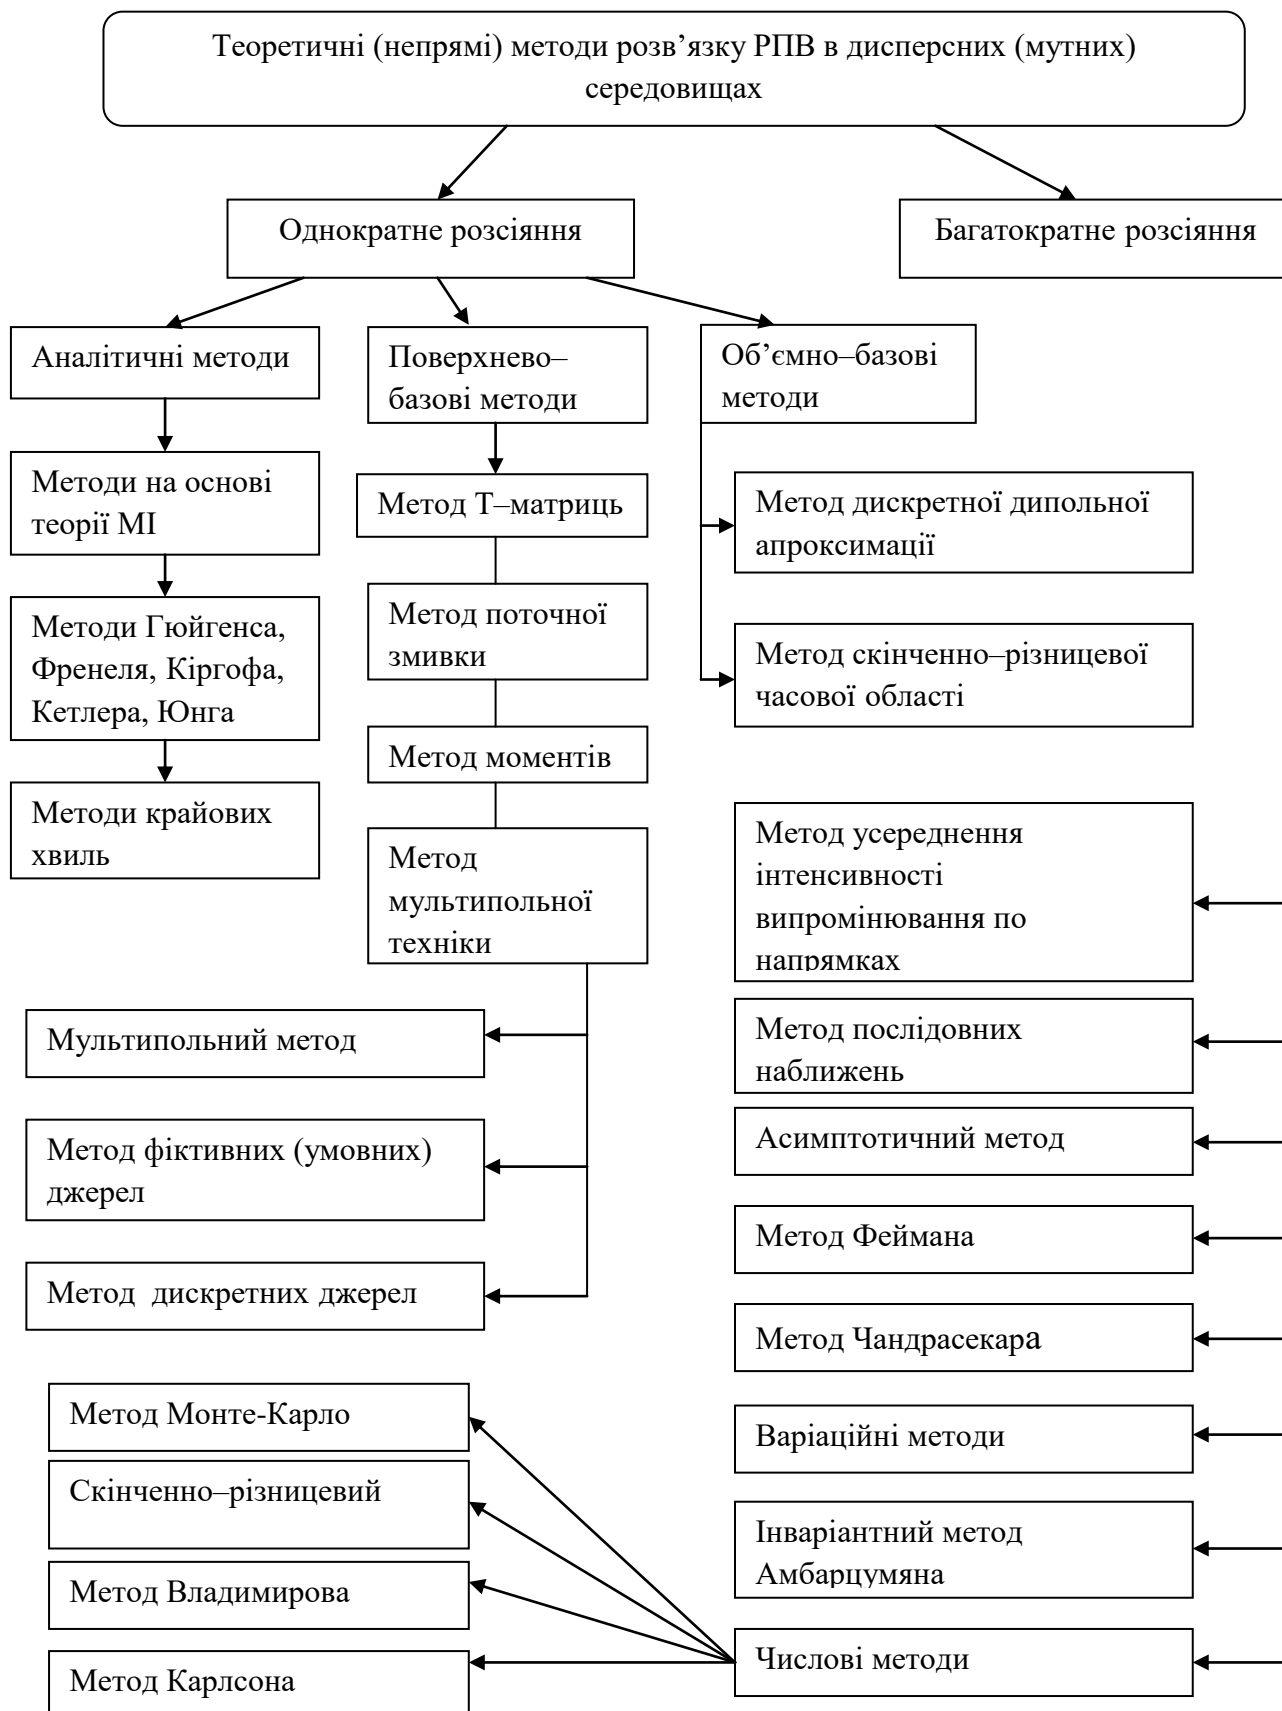 Теоретичні (непрямі) методи розв’язку РПВ в дисперсних (мутних)
середовищах
Однократне розсіяння
Багатократне розсіяння
Аналітичні методи
Поверхнево–
базові методи
Об’ємно–базові
методи
Методи на основі
теорії МІ
Метод Т–матриць
Метод дискретної дипольної
апроксимації
Методи Гюйгенса,
Френеля, Кіргофа,
Кетлера, Юнга
Метод поточної
змивки
Метод скінченно–різницевої
часової області
Методи крайових
хвиль
Метод моментів
Метод
мультипольної
техніки
Метод усереднення
інтенсивності
випромінювання по
напрямках
Мультипольний метод
Метод послідовних
наближень
Метод фіктивних (умовних)
джерел
Асимптотичний метод
Метод Феймана
Метод  дискретних джерел
Метод Чандрасекара
Метод Монте-Карло
Варіаційні методи
Скінченно–різницевий
Інваріантний метод
Амбарцумяна
Метод Владимирова
Числові методи
Метод Карлсона